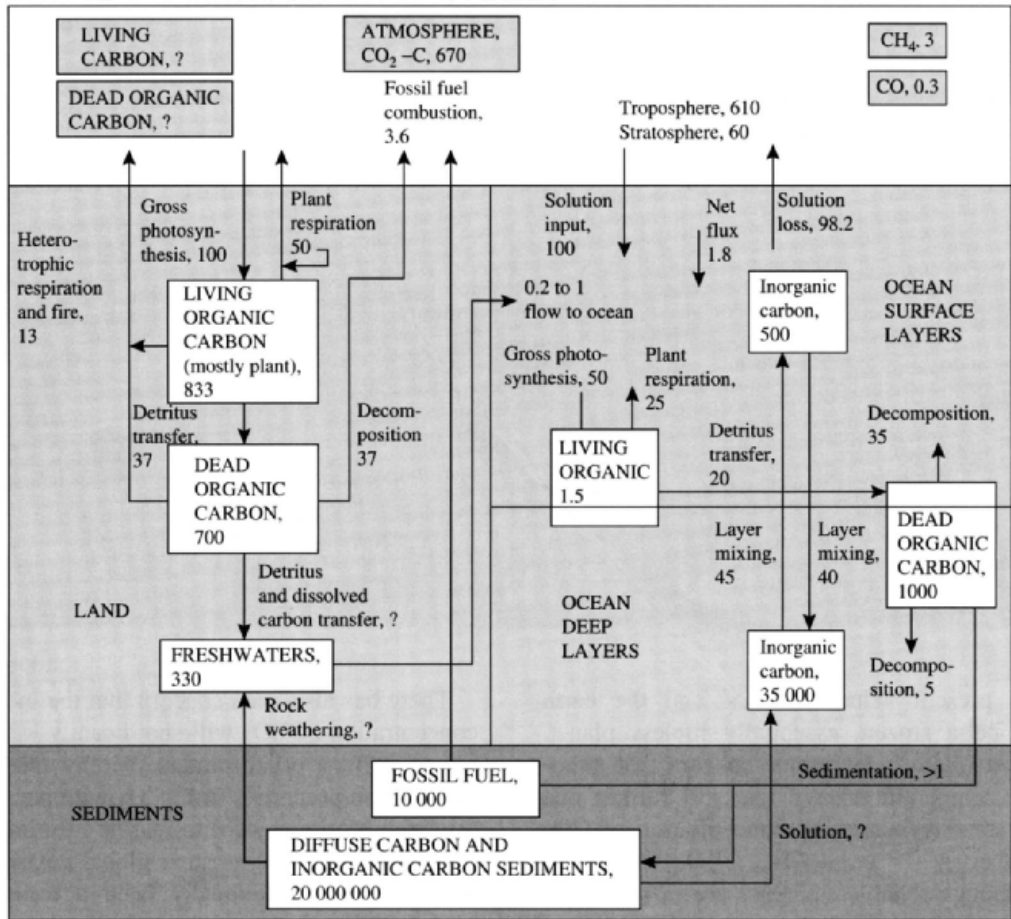 LIVING
CARBON, ?
DEAD ORGANIC
CARBON, ?
ATMOSPHERE,
CO₂ –C, 670
Fossil fuel
combustion,
3.6
CH₄. 3
CO, 0.3
Troposphere, 610
Stratosphere, 60
Hetero-
trophic
respiration
and fire,
13
Gross
photosyn-
thesis, 100
Plant
respiration
50
LIVING
ORGANIC
CARBON
(mostly plant),
833
Detritus
transfer,
37
Decom-
position
37
DEAD
ORGANIC
CARBON,
700
Detritus
and dissolved
carbon transfer, ?
LAND
FRESHWATERS,
330
Rock
weathering, ?
Solution
input,
100
Net
flux
1.8
Solution
loss, 98.2
0.2 to 1
flow to ocean
Inorganic
carbon,
500
OCEAN
SURFACE
LAYERS
Gross photo-
synthesis, 50
Plant
respiration,
25
LIVING
ORGANIC
1.5
Detritus
transfer,
20
Decomposition,
35
Layer
mixing,
45
Layer
mixing,
40
DEAD
ORGANIC
CARBON,
1000
OCEAN
DEEP
LAYERS
Inorganic
carbon,
35 000
Decompo-
sition, 5
SEDIMENTS
FOSSIL FUEL,
10 000
Sedimentation, >1
Solution, ?
DIFFUSE CARBON AND
INORGANIC CARBON SEDIMENTS,
20 000 000